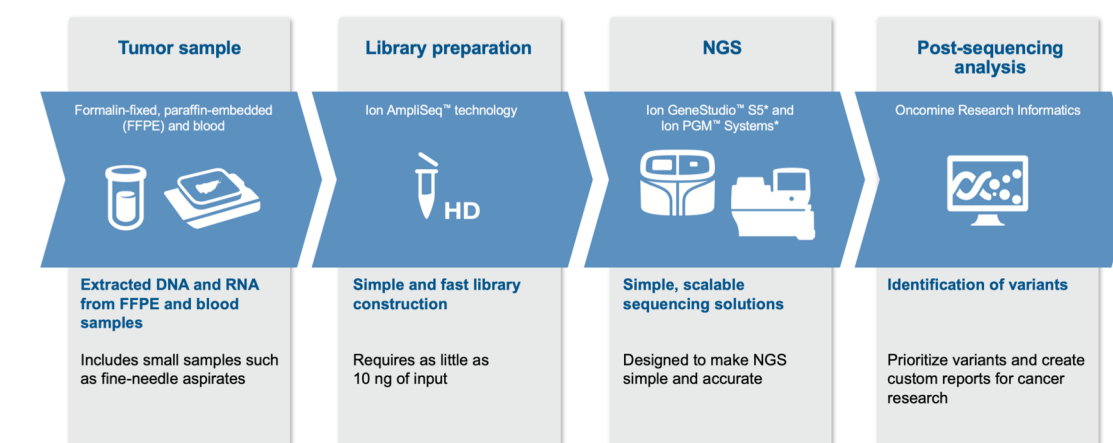 Tumor sample
Formalin-fixed, paraffin-embedded
(FFPE) and blood
Extracted DNA and RNA
from FFPE and blood
samples
Includes small samples such
as fine-needle aspirates
Library preparation
Ion AmpliSeq™ technology
HD
Simple and fast library
construction
Requires as little as
10 ng of input
NGS
Ion GeneStudio™ S5* and
Ion PGM™ Systems*
Simple, scalable
sequencing solutions
Designed to make NGS
simple and accurate
Post-sequencing
analysis
Oncomine Research Informatics
Identification of variants
Prioritize variants and create
custom reports for cancer
research